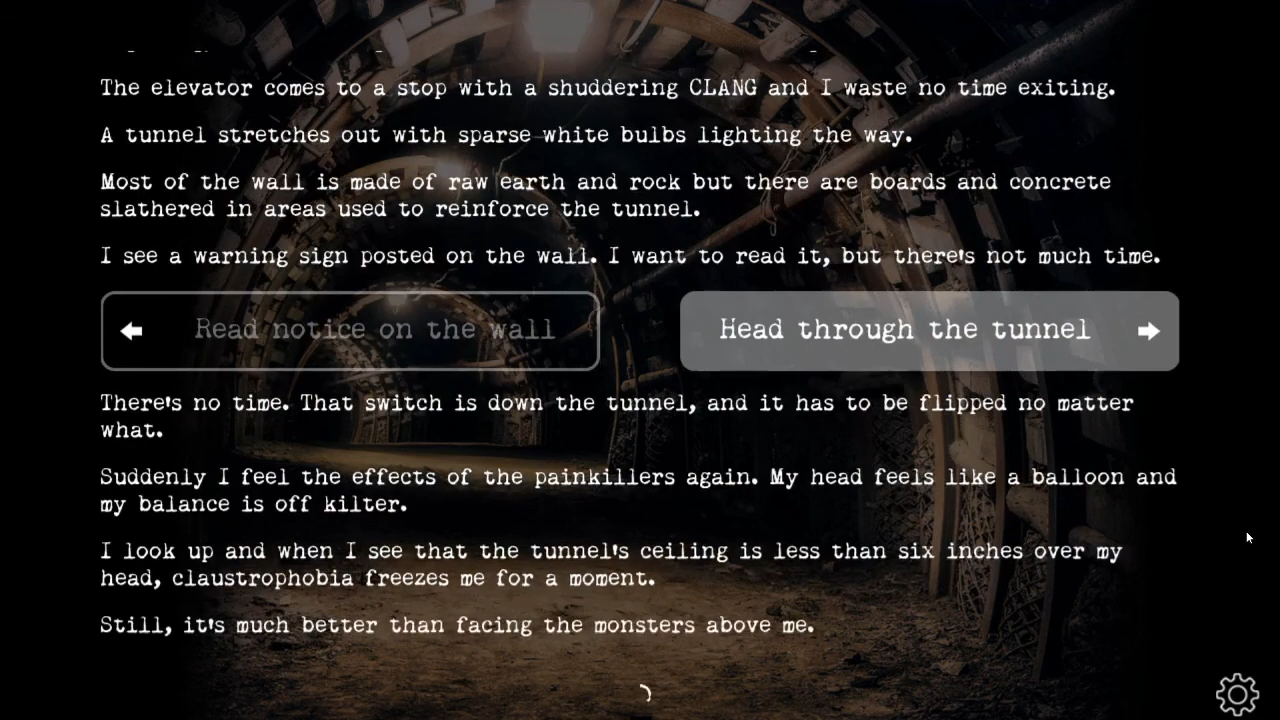 The elevator comes to a stop with a shuddering CLANG and I waste no time exiting.
A tunnel stretches out with sparse white bulbs lighting the way.
Most of the wall is made of raw earth and rock but there are boards and concrete
slathered in areas used to reinforce the tunnel.
I see a warning sign posted on the wall. I want to read it, but there's not much time.
Read notice on the wall
Head through the tunnel
There's no time. That switch is down the tunnel, and it has to be flipped no matter
what.
Suddenly I feel the effects of the painkillers again. My head feels like a balloon and
my balance is off kilter.
I look up and when I see that the tunnel's ceiling is less than six inches over my
head, claustrophobia freezes me for a moment.
Still, it's much better than facing the monsters above me.